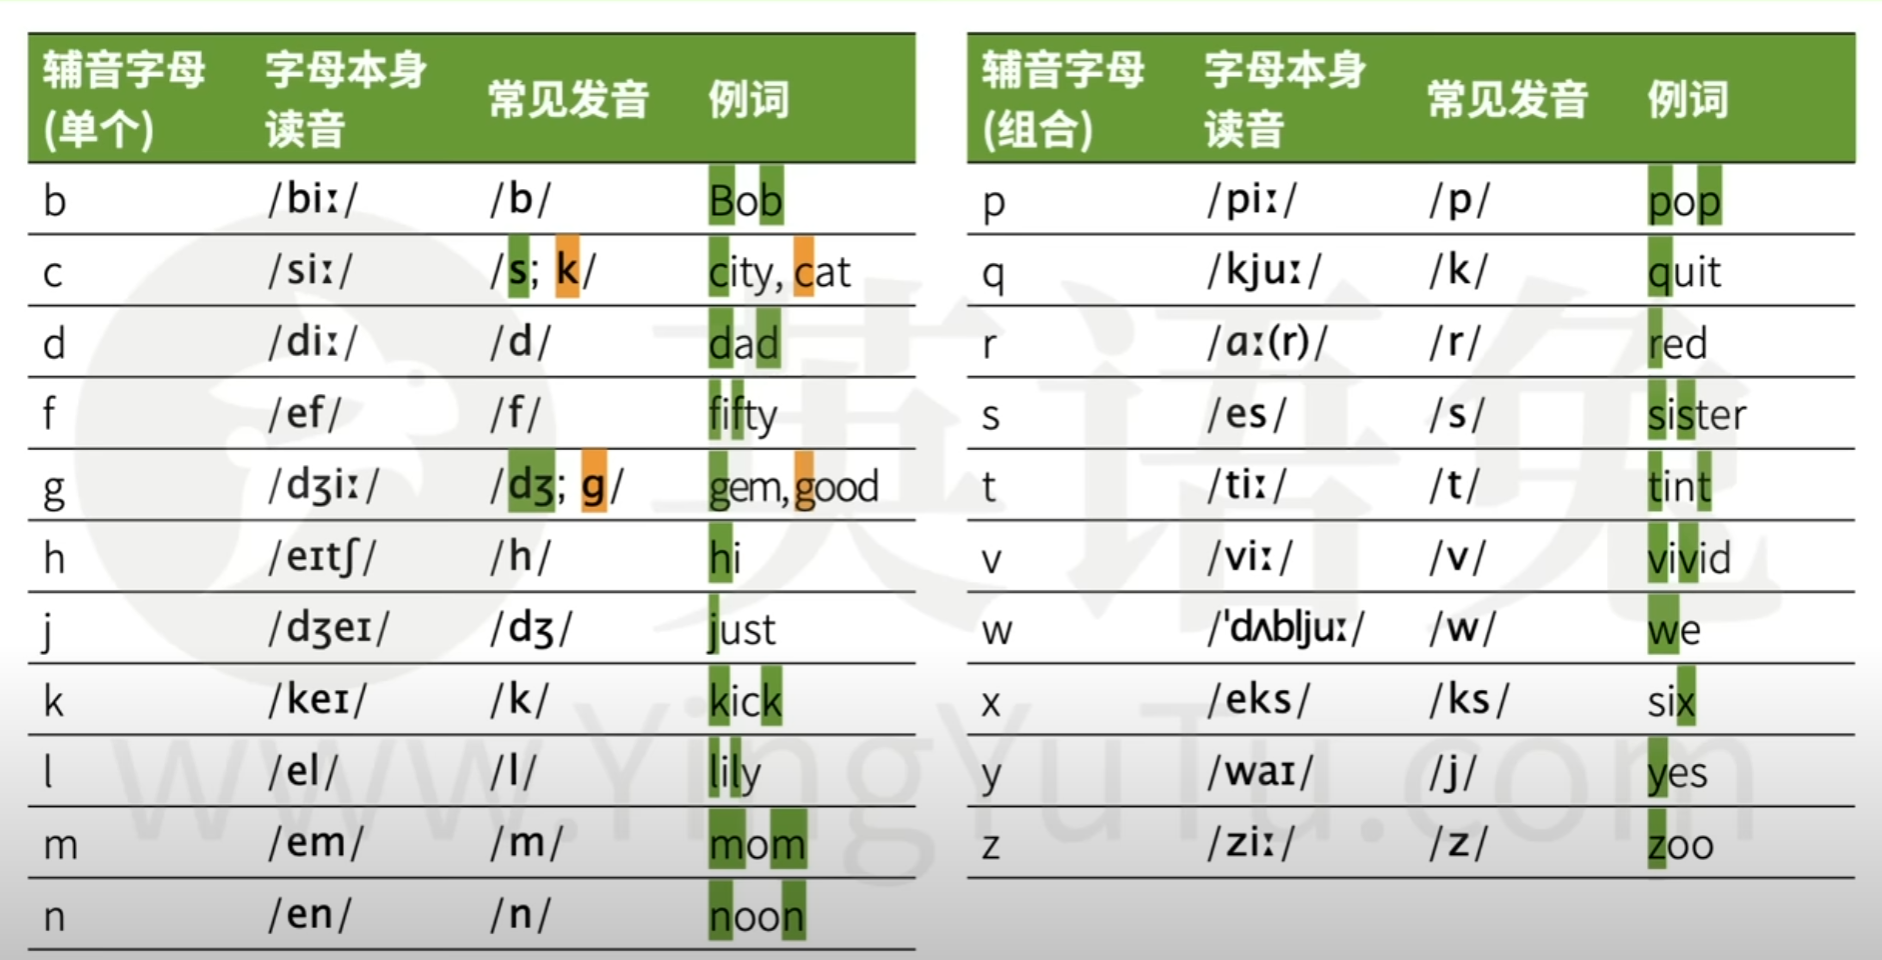 辅音字母(单个) 字母本身读音 常见发音 例词
b /biː/ /b/ Bob
c /siː/ /s; k/ city, cat
d /diː/ /d/ dad
f /ef/ /f/ fifty
g /dʒiː/ /dʒ; g/ gem, good
h /eɪtʃ/ /h/ hi
j /dʒeɪ/ /dʒ/ just
k /keɪ/ /k/ kick
l /el/ /l/ lily
m /em/ /m/ mom
n /en/ /n/ noon
辅音字母(组合) 字母本身读音 常见发音 例词
p /piː/ /p/ pop
q /kjuː/ /k/ quit
r /ɑː(r)/ /r/ red
s /es/ /s/ sister
t /tiː/ /t/ tint
v /viː/ /v/ vivid
w /ˈdʌbljuː/ /w/ we
x /eks/ /ks/ six
y /waɪ/ /j/ yes
z /ziː/ /z/ zoo
英语兔
www.YingYuTu.com